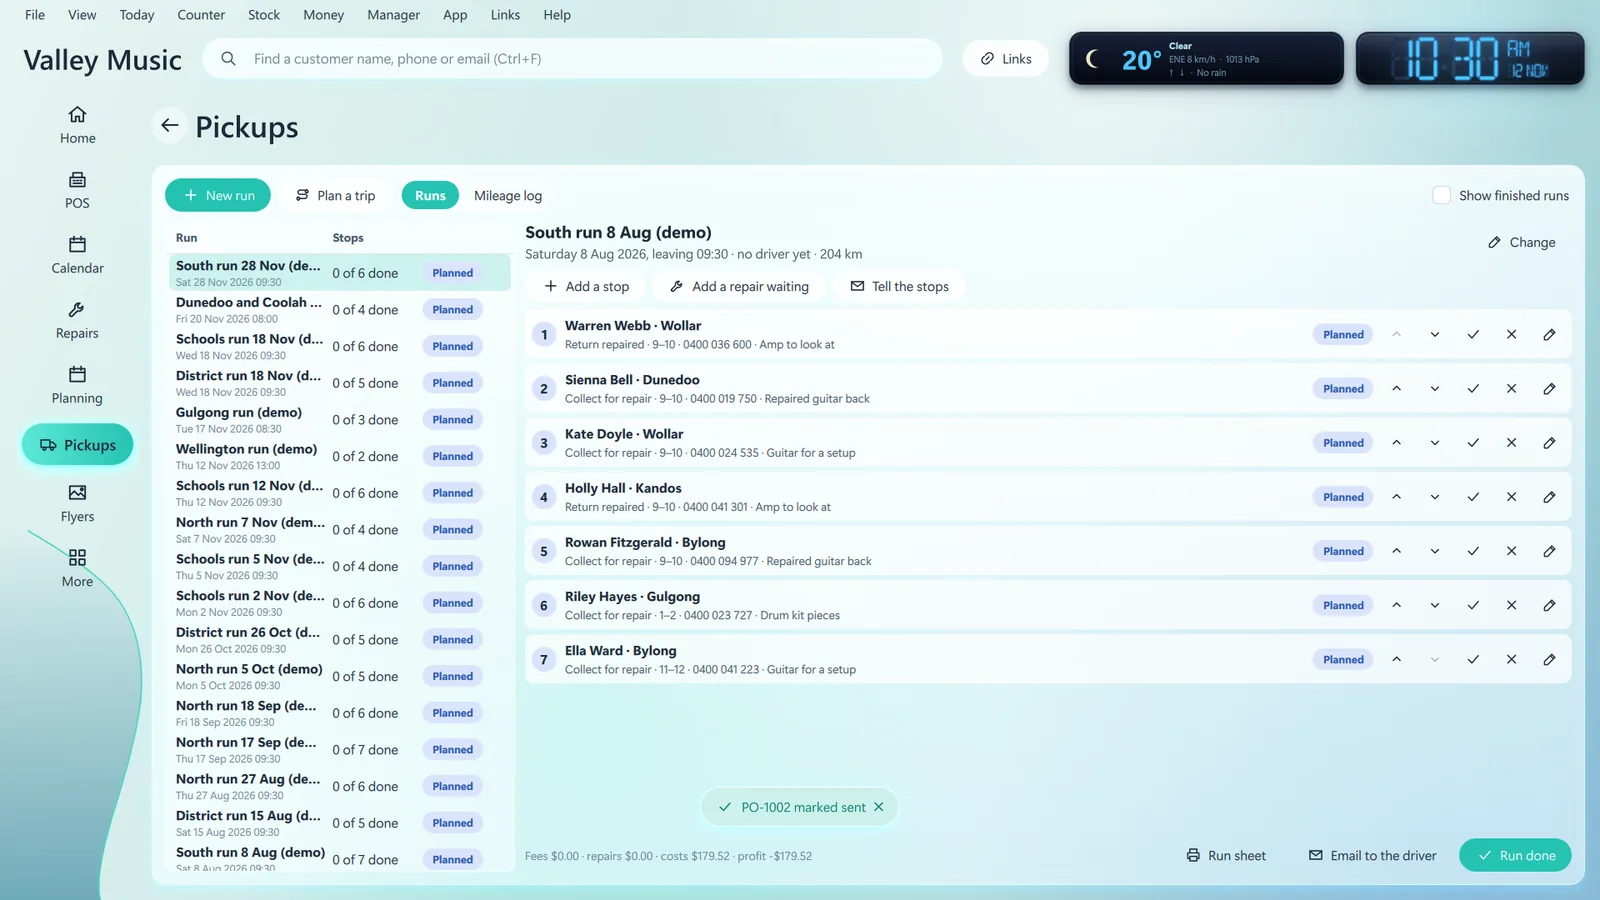 File View Today Counter Stock Money Manager App Links Help
Valley Music
Find a customer name, phone or email (Ctrl+F)
Links
20°
Clear
ENE 8 km/h · 1013 hPa
↑ ↓ · No rain
10:30 AM
12 NOV
Home
POS
Calendar
Repairs
Planning
Pickups
Flyers
More
← Pickups
+ New run
Plan a trip
Runs
Mileage log
Show finished runs
Run Stops
South run 28 Nov (de... 0 of 6 done Planned
Sat 28 Nov 2026 09:30
Dunedoo and Coolah ... 0 of 4 done Planned
Fri 20 Nov 2026 08:00
Schools run 18 Nov (d... 0 of 6 done Planned
Wed 18 Nov 2026 09:30
District run 18 Nov (d... 0 of 5 done Planned
Wed 18 Nov 2026 09:30
Gulgong run (demo) 0 of 3 done Planned
Tue 17 Nov 2026 08:30
Wellington run (demo) 0 of 2 done Planned
Thu 12 Nov 2026 13:00
Schools run 12 Nov (d... 0 of 6 done Planned
Thu 12 Nov 2026 09:30
North run 7 Nov (dem... 0 of 4 done Planned
Sat 7 Nov 2026 09:30
Schools run 5 Nov (de... 0 of 4 done Planned
Thu 5 Nov 2026 09:30
Schools run 2 Nov (de... 0 of 6 done Planned
Mon 2 Nov 2026 09:30
District run 26 Oct (d... 0 of 5 done Planned
Mon 26 Oct 2026 09:30
North run 5 Oct (demo) 0 of 5 done Planned
Mon 5 Oct 2026 09:30
North run 18 Sep (de... 0 of 6 done Planned
Fri 18 Sep 2026 09:30
North run 17 Sep (de... 0 of 7 done Planned
Thu 17 Sep 2026 09:30
North run 27 Aug (de... 0 of 6 done Planned
Thu 27 Aug 2026 09:30
District run 15 Aug (d... 0 of 5 done Planned
Sat 15 Aug 2026 09:30
South run 8 Aug (demo) 0 of 7 done Planned
Sat 8 Aug 2026 09:30
South run 8 Aug (demo)
Saturday 8 Aug 2026, leaving 09:30 · no driver yet · 204 km
Change
+ Add a stop
Add a repair waiting
Tell the stops
1 Warren Webb · Wollar Planned
Return repaired · 9–10 · 0400 036 600 · Amp to look at
2 Sienna Bell · Dunedoo Planned
Collect for repair · 9–10 · 0400 019 750 · Repaired guitar back
3 Kate Doyle · Wollar Planned
Collect for repair · 9–10 · 0400 024 535 · Guitar for a setup
4 Holly Hall · Kandos Planned
Return repaired · 9–10 · 0400 041 301 · Amp to look at
5 Rowan Fitzgerald · Bylong Planned
Collect for repair · 9–10 · 0400 094 977 · Repaired guitar back
6 Riley Hayes · Gulgong Planned
Collect for repair · 1–2 · 0400 023 727 · Drum kit pieces
7 Ella Ward · Bylong Planned
Collect for repair · 11–12 · 0400 041 223 · Guitar for a setup
PO-1002 marked sent
Fees $0.00 · repairs $0.00 · costs $179.52 · profit -$179.52
Run sheet
Email to the driver
Run done